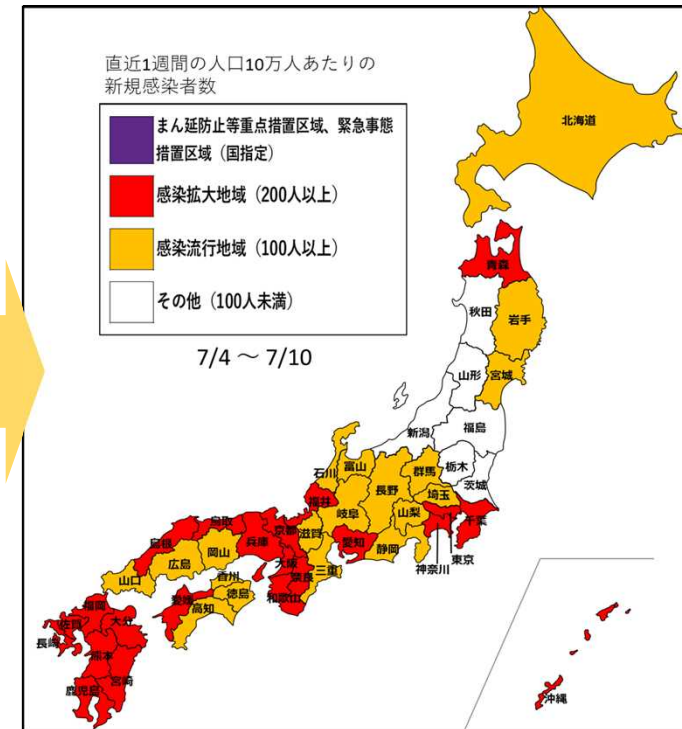 直近1週間の人口10万人あたりの
新規感染者数
まん延防止等重点措置区域、緊急事態
措置区域（国指定）
感染拡大地域（200人以上）
感染流行地域（100人以上）
その他（100人未満）
7/4 ～ 7/10
北海道
青森
秋田
岩手
山形
宮城
新潟
福島
石川
富山
群馬
栃木
茨城
福井
長野
埼玉
岐阜
山梨
千葉
鳥取
京都
滋賀
愛知
静岡
東京
神奈川
島根
岡山
兵庫
大阪
奈良
三重
広島
山口
香川
徳島
和歌山
愛媛
高知
福岡
佐賀
大分
長崎
熊本
鹿児島
宮崎
沖縄